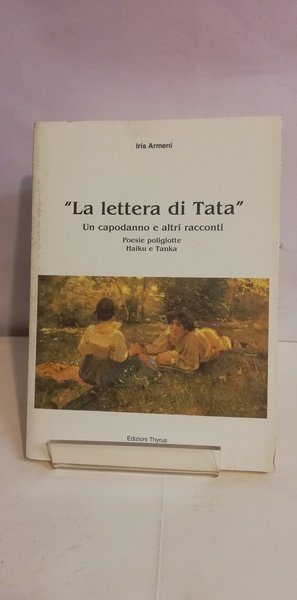 Iris Armeni
"La lettera di Tata"
Un capodanno e altri racconti
Poesie poliglotte
Haiku e Tanka
Edizioni Thyrus